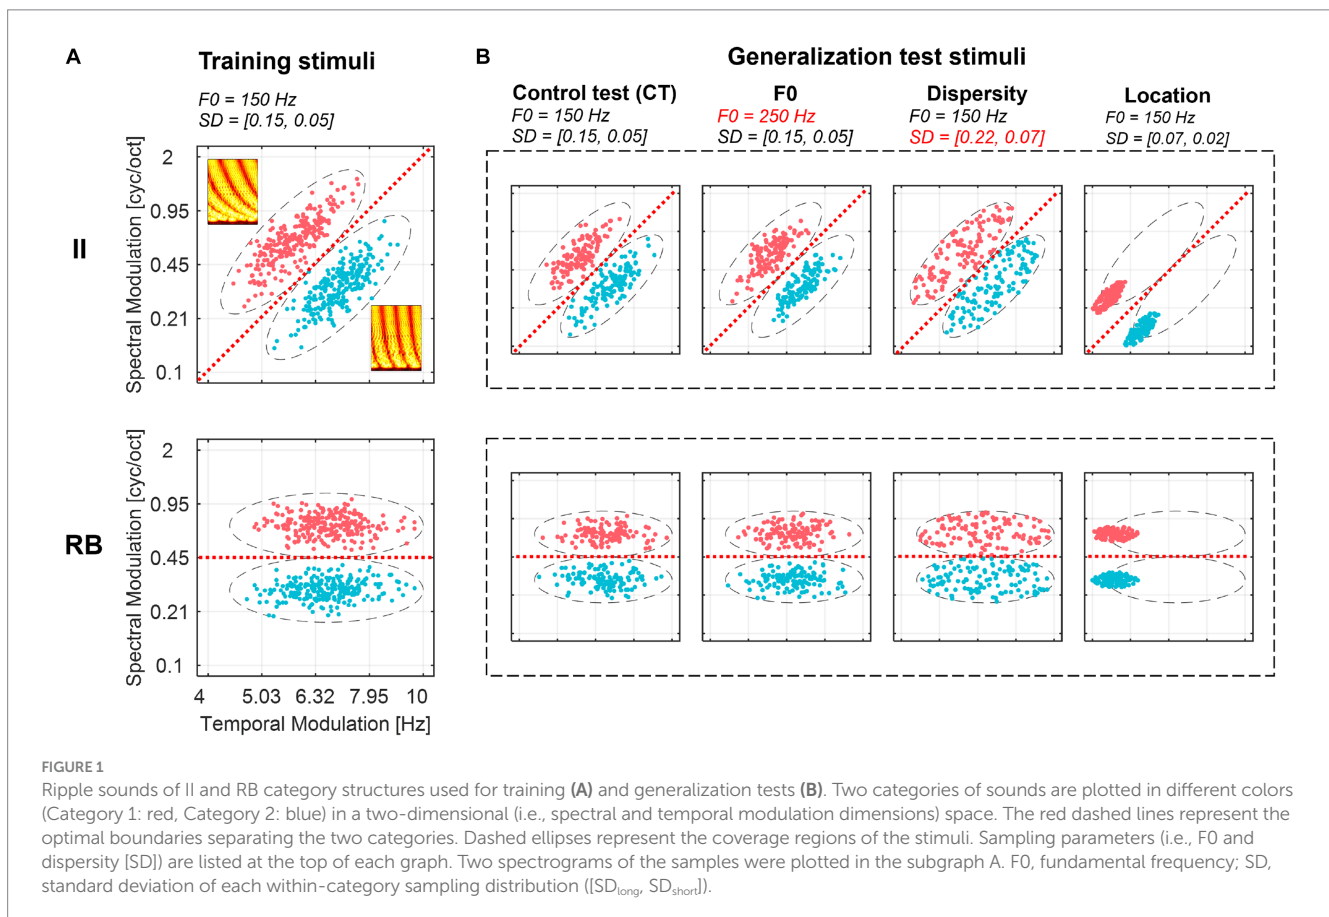 A
Training stimuli
F0 = 150 Hz
SD = [0.15, 0.05]
B
Generalization test stimuli
Control test (CT)
F0 = 150 Hz
SD = [0.15, 0.05]
F0
F0 = 250 Hz
SD = [0.15, 0.05]
Dispersity
F0 = 150 Hz
SD = [0.22, 0.07]
Location
F0 = 150 Hz
SD = [0.07, 0.02]
II
Spectral Modulation [cyc/oct]
2
0.95
0.45
0.21
0.1
RB
Spectral Modulation [cyc/oct]
2
0.95
0.45
0.21
0.1
4 5.03 6.32 7.95 10
Temporal Modulation [Hz]
FIGURE 1
Ripple sounds of II and RB category structures used for training (A) and generalization tests (B). Two categories of sounds are plotted in different colors
(Category 1: red, Category 2: blue) in a two-dimensional (i.e., spectral and temporal modulation dimensions) space. The red dashed lines represent the
optimal boundaries separating the two categories. Dashed ellipses represent the coverage regions of the stimuli. Sampling parameters (i.e., F0 and
dispersity [SD]) are listed at the top of each graph. Two spectrograms of the samples were plotted in the subgraph A. F0, fundamental frequency; SD,
standard deviation of each within-category sampling distribution ([SDlong, SDshort]).